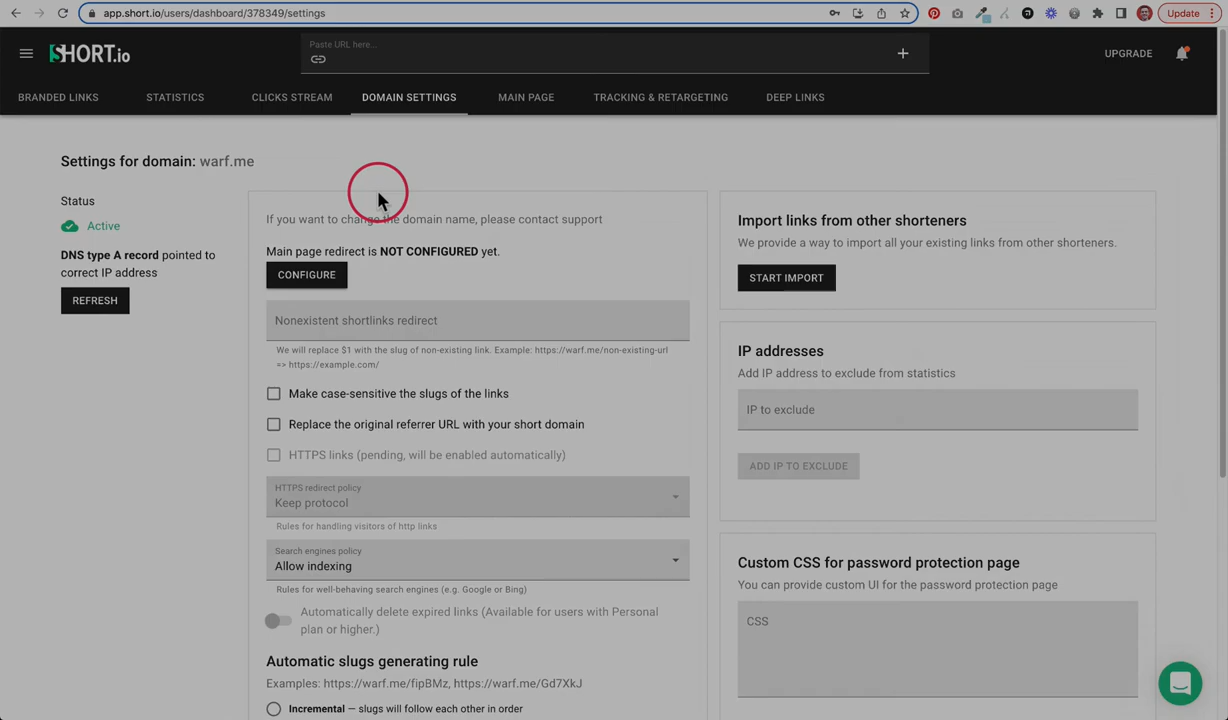 app.short.io/users/dashboard/378349/settings
Update
SHORT.io
Paste URL here...
+
UPGRADE
BRANDED LINKS
STATISTICS
CLICKS STREAM
DOMAIN SETTINGS
MAIN PAGE
TRACKING & RETARGETING
DEEP LINKS
Settings for domain: warf.me
Status
Active
DNS type A record pointed to
correct IP address
REFRESH
If you want to change the domain name, please contact support
Main page redirect is NOT CONFIGURED yet.
CONFIGURE
Nonexistent shortlinks redirect
We will replace $1 with the slug of non-existing link. Example: https://warf.me/non-existing-url
=> https://example.com/
Make case-sensitive the slugs of the links
Replace the original referrer URL with your short domain
HTTPS links (pending, will be enabled automatically)
HTTPS redirect policy
Keep protocol
Rules for handling visitors of http links
Search engines policy
Allow indexing
Rules for well-behaving search engines (e.g. Google or Bing)
Automatically delete expired links (Available for users with Personal
plan or higher.)
Automatic slugs generating rule
Examples: https://warf.me/fipBMz, https://warf.me/Gd7XkJ
Incremental — slugs will follow each other in order
Import links from other shorteners
We provide a way to import all your existing links from other shorteners.
START IMPORT
IP addresses
Add IP address to exclude from statistics
IP to exclude
ADD IP TO EXCLUDE
Custom CSS for password protection page
You can provide custom UI for the password protection page
CSS